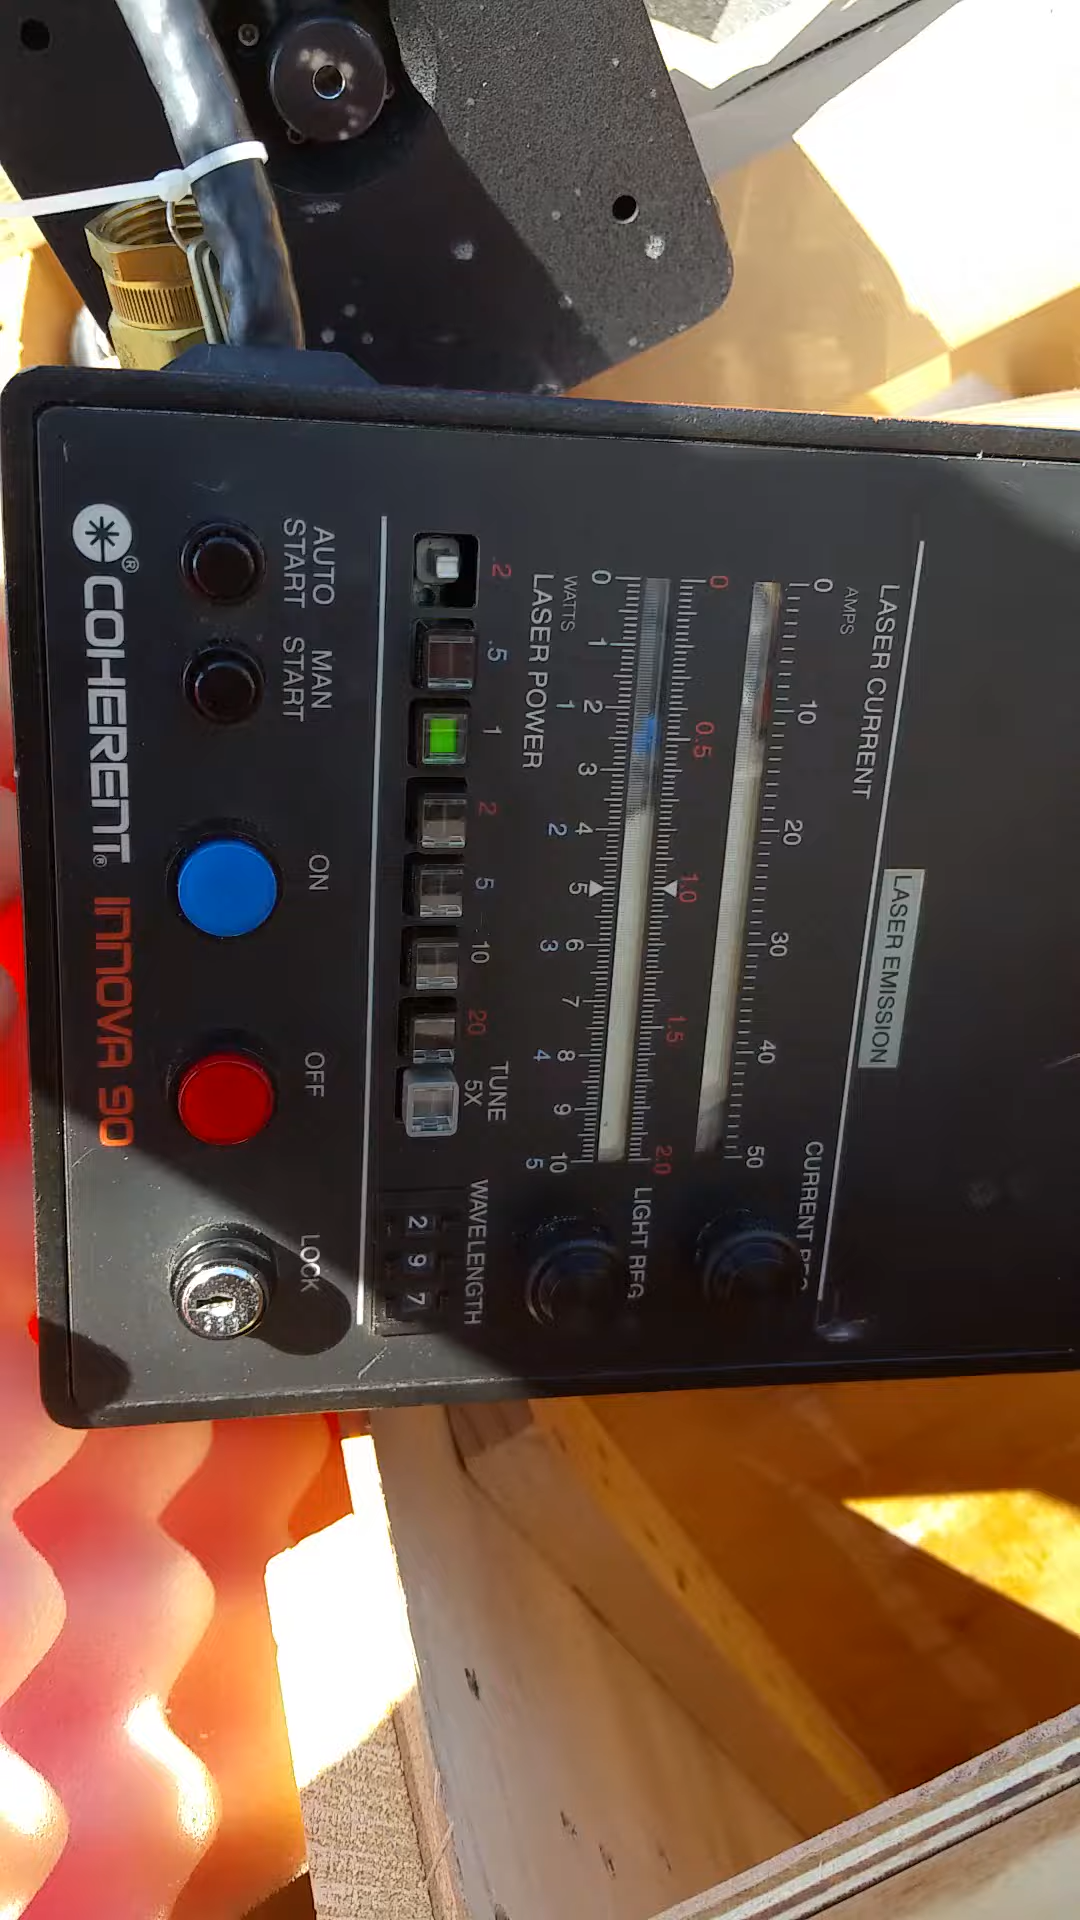 LASER EMISSION
LASER CURRENT
CURRENT REG
AMPS
0 10 20 30 40 50
0 0.5 1.0 1.5 2.0
LIGHT REG.
0 1 2 3 4 5 6 7 8 9 10
1 2 3 4 5
WATTS
LASER POWER
.2 .5 1 2 5 10 20
TUNE
5X
WAVELENGTH
2 9 7
AUTO
START
MAN
START
ON
OFF
LOCK
® COHERENT® INNOVA 90